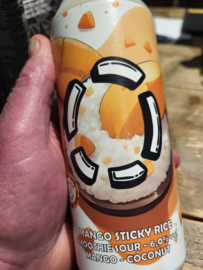 MANGO STICKY RICE
SMOOTHIE SOUR - 6,0%
MANGO - COCONUT